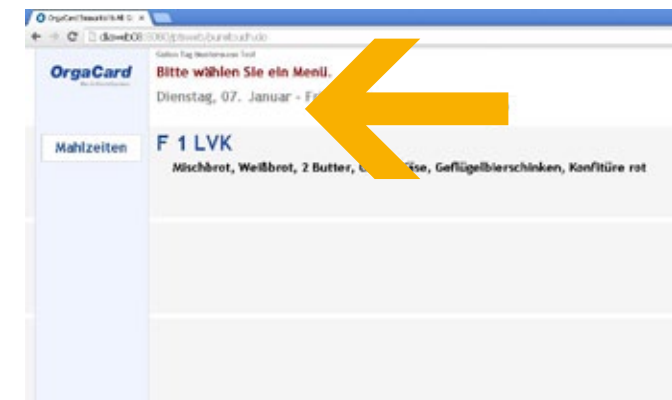 OrgaCard
Bitte wählen Sie ein Menü.
Dienstag, 07. Januar -
Mahlzeiten
F 1 LVK
Mischbrot, Weißbrot, 2 Butter, Geflügelbierschinken, Konfitüre rot